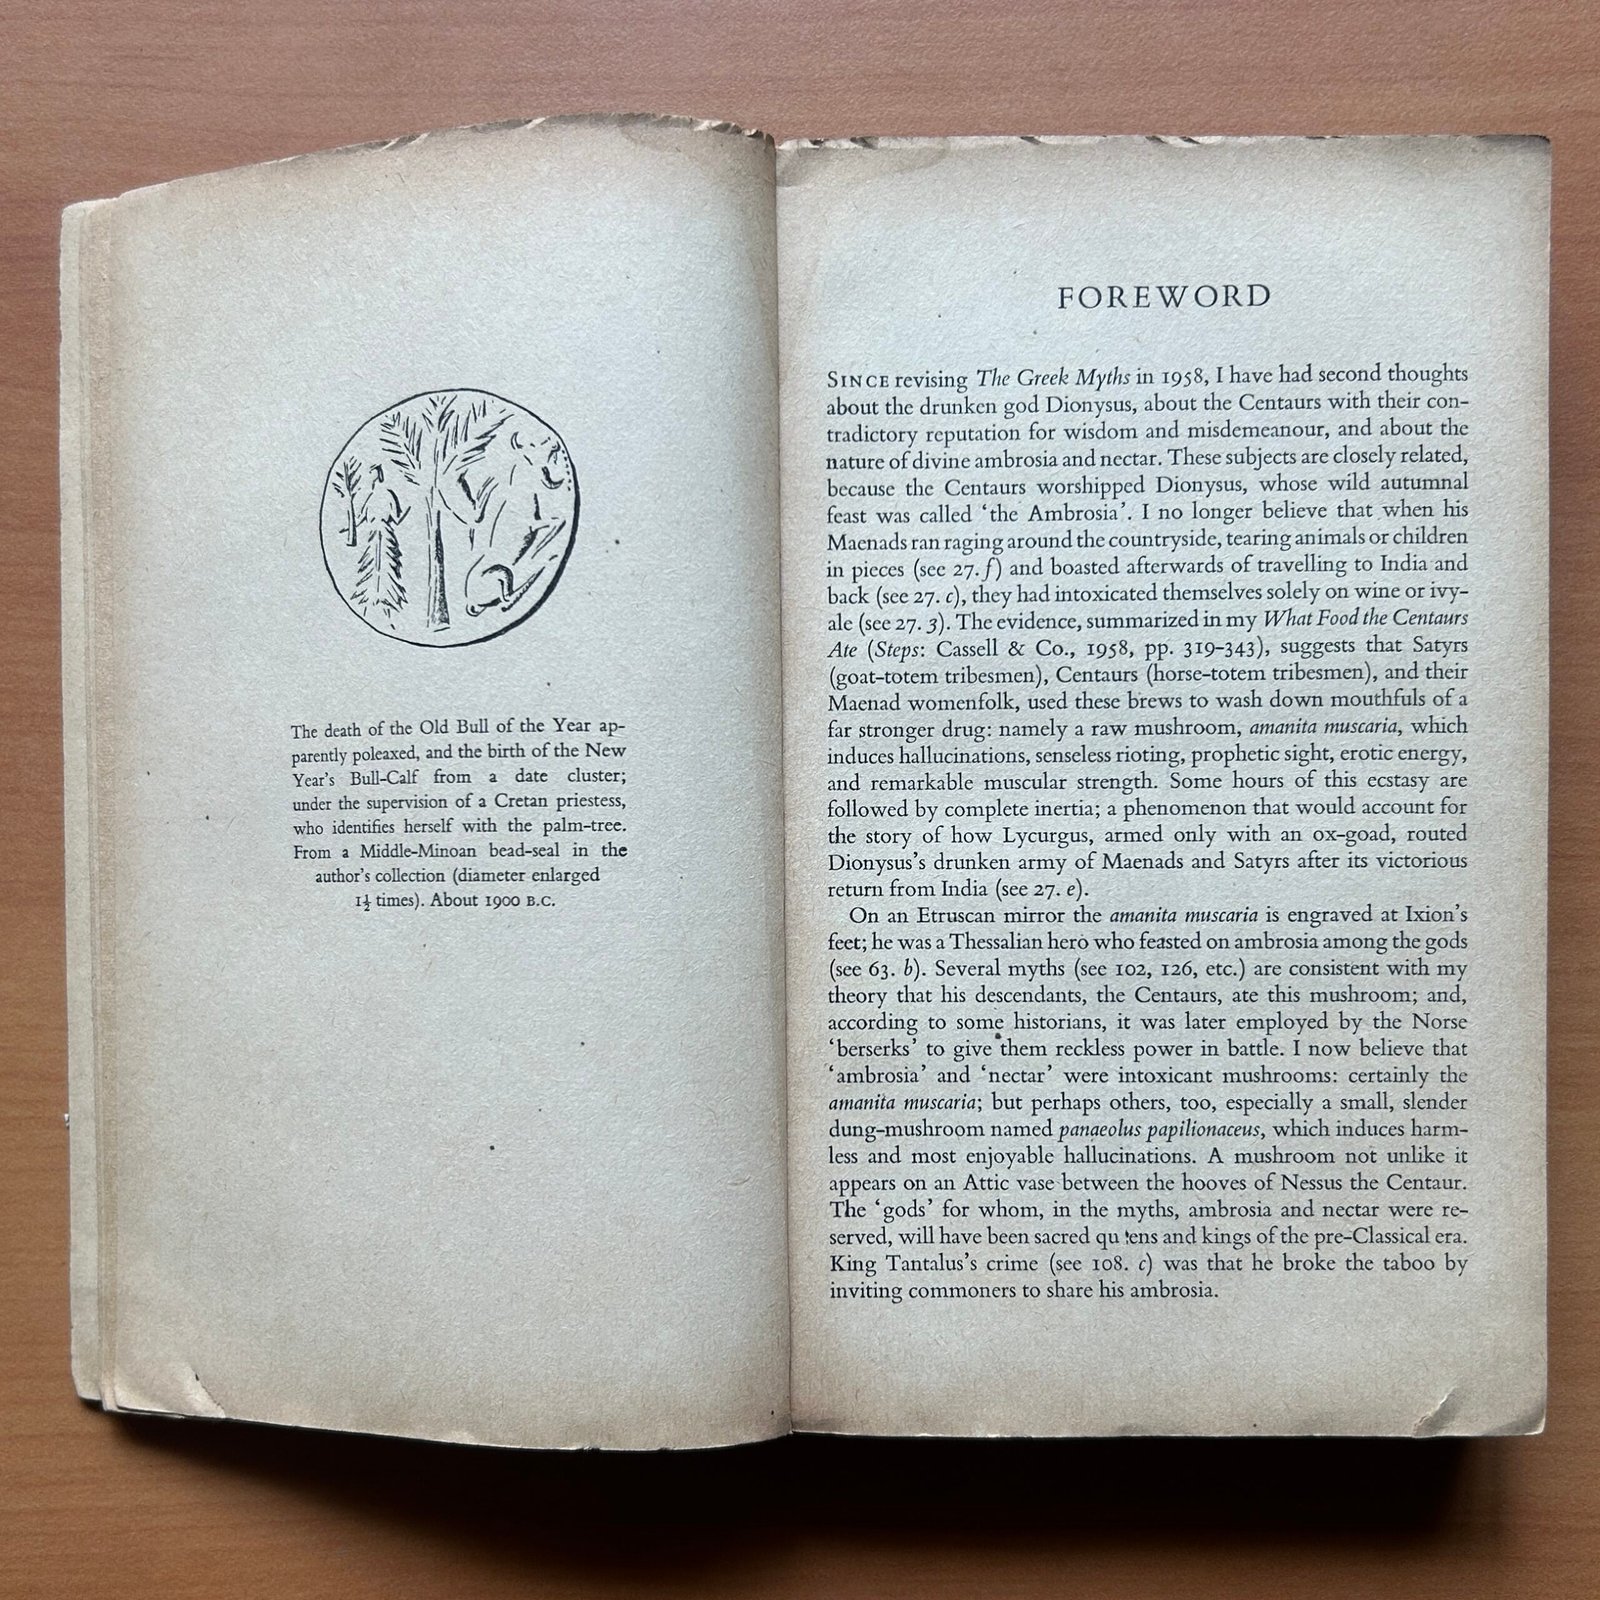 The death of the Old Bull of the Year ap-
parently poleaxed, and the birth of the New
Year's Bull-Calf from a date cluster;
under the supervision of a Cretan priestess,
who identifies herself with the palm-tree.
From a Middle-Minoan bead-seal in the
author's collection (diameter enlarged
1½ times). About 1900 B.C.
FOREWORD
SINCE revising The Greek Myths in 1958, I have had second thoughts
about the drunken god Dionysus, about the Centaurs with their con-
tradictory reputation for wisdom and misdemeanour, and about the
nature of divine ambrosia and nectar. These subjects are closely related,
because the Centaurs worshipped Dionysus, whose wild autumnal
feast was called ‘the Ambrosia’. I no longer believe that when his
Maenads ran raging around the countryside, tearing animals or children
in pieces (see 27. f) and boasted afterwards of travelling to India and
back (see 27. c), they had intoxicated themselves solely on wine or ivy-
ale (see 27. 3). The evidence, summarized in my What Food the Centaurs
Ate (Steps: Cassell & Co., 1958, pp. 319–343), suggests that Satyrs
(goat-totem tribesmen), Centaurs (horse-totem tribesmen), and their
Maenad womenfolk, used these brews to wash down mouthfuls of a
far stronger drug: namely a raw mushroom, amanita muscaria, which
induces hallucinations, senseless rioting, prophetic sight, erotic energy,
and remarkable muscular strength. Some hours of this ecstasy are
followed by complete inertia; a phenomenon that would account for
the story of how Lycurgus, armed only with an ox-goad, routed
Dionysus's drunken army of Maenads and Satyrs after its victorious
return from India (see 27. e).
On an Etruscan mirror the amanita muscaria is engraved at Ixion's
feet; he was a Thessalian hero who feasted on ambrosia among the gods
(see 63. b). Several myths (see 102, 126, etc.) are consistent with my
theory that his descendants, the Centaurs, ate this mushroom; and,
according to some historians, it was later employed by the Norse
‘berserks’ to give them reckless power in battle. I now believe that
‘ambrosia’ and ‘nectar’ were intoxicant mushrooms: certainly the
amanita muscaria; but perhaps others, too, especially a small, slender
dung-mushroom named panaeolus papilionaceus, which induces harm-
less and most enjoyable hallucinations. A mushroom not unlike it
appears on an Attic vase between the hooves of Nessus the Centaur.
The ‘gods’ for whom, in the myths, ambrosia and nectar were re-
served, will have been sacred queens and kings of the pre-Classical era.
King Tantalus's crime (see 108. c) was that he broke the taboo by
inviting commoners to share his ambrosia.